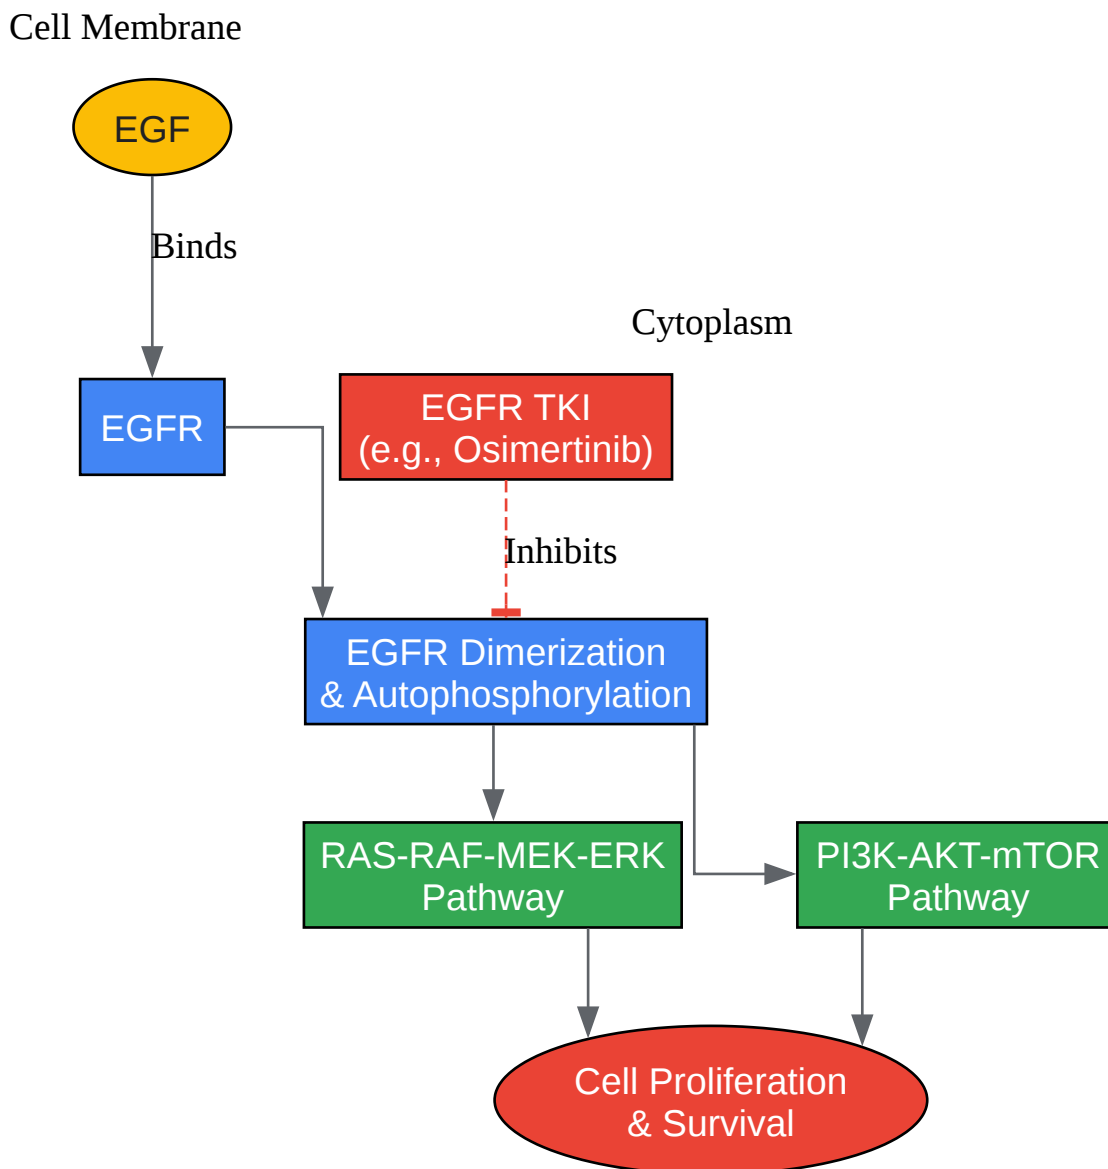 Cell Membrane
EGF
Binds
Cytoplasm
EGFR
EGFR TKI
(e.g., Osimertinib)
Inhibits
EGFR Dimerization
& Autophosphorylation
RAS-RAF-MEK-ERK
Pathway
PI3K-AKT-mTOR
Pathway
Cell Proliferation
& Survival